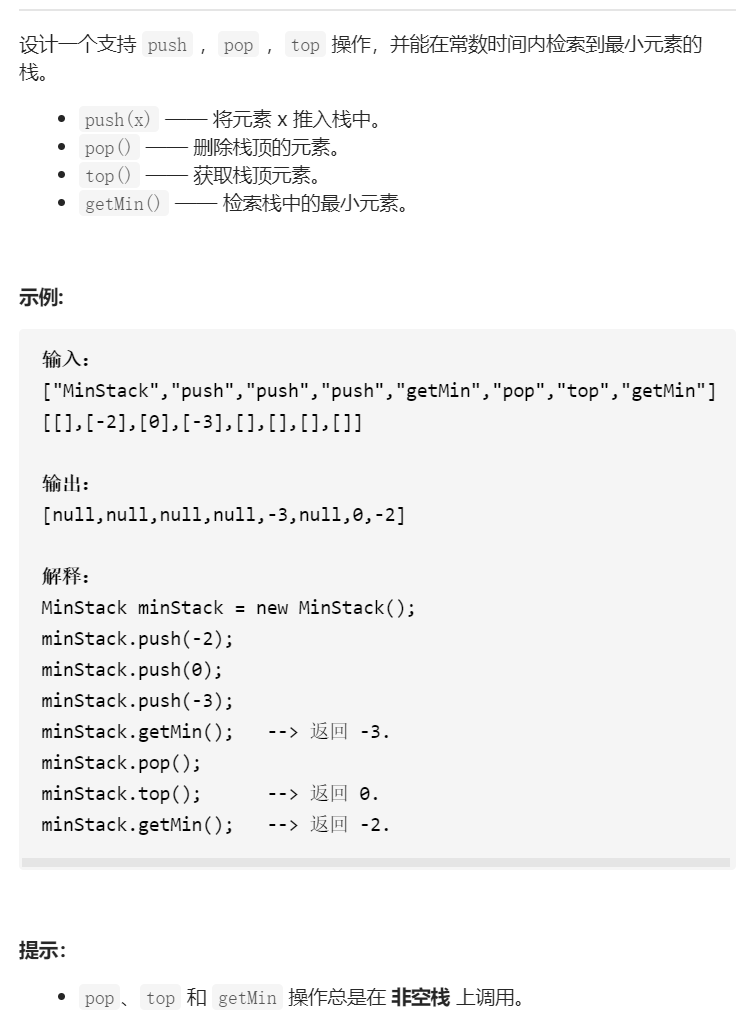 设计一个支持 push ，pop ，top 操作，并能在常数时间内检索到最小元素的
栈。
push(x) —— 将元素 x 推入栈中。
pop() —— 删除栈顶的元素。
top() —— 获取栈顶元素。
getMin() —— 检索栈中的最小元素。
示例:
输入：
["MinStack","push","push","push","getMin","pop","top","getMin"]
[[],[-2],[0],[-3],[],[],[],[]]
输出：
[null,null,null,null,-3,null,0,-2]
解释：
MinStack minStack = new MinStack();
minStack.push(-2);
minStack.push(0);
minStack.push(-3);
minStack.getMin();   --> 返回 -3.
minStack.pop();
minStack.top();      --> 返回 0.
minStack.getMin();   --> 返回 -2.
提示：
pop、top 和 getMin 操作总是在 非空栈 上调用。